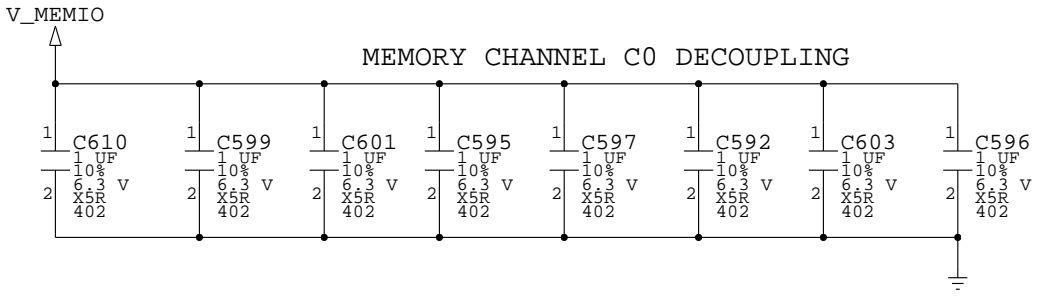 V_MEMIO
MEMORY CHANNEL C0 DECOUPLING
1
C610
1 UF
10%
6.3 V
X5R
402
2
1
C599
1 UF
10%
6.3 V
X5R
402
2
1
C601
1 UF
10%
6.3 V
X5R
402
2
1
C595
1 UF
10%
6.3 V
X5R
402
2
1
C597
1 UF
10%
6.3 V
X5R
402
2
1
C592
1 UF
10%
6.3 V
X5R
402
2
1
C603
1 UF
10%
6.3 V
X5R
402
2
1
C596
1 UF
10%
6.3 V
X5R
402
2